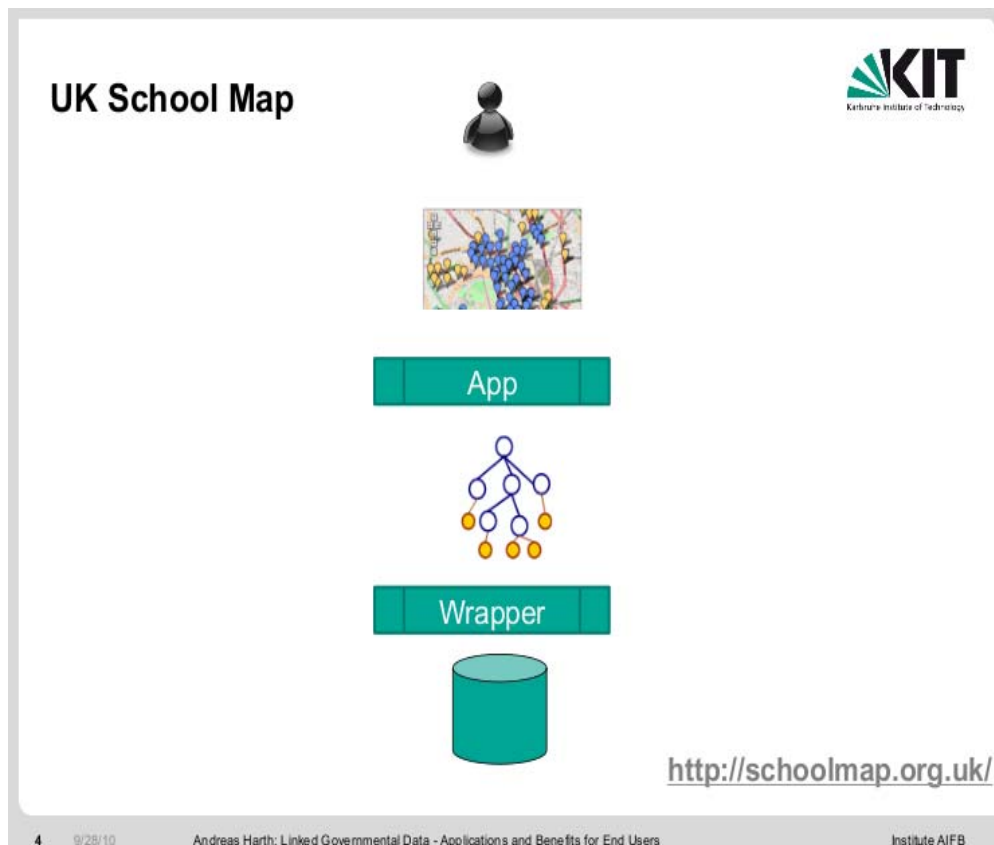 UK School Map
KIT
Karlsruhe Institute of Technology
App
Wrapper
http://schoolmap.org.uk/
4 9/28/10 Andreas Harth: Linked Governmental Data - Applications and Benefits for End Users Institute AIFB